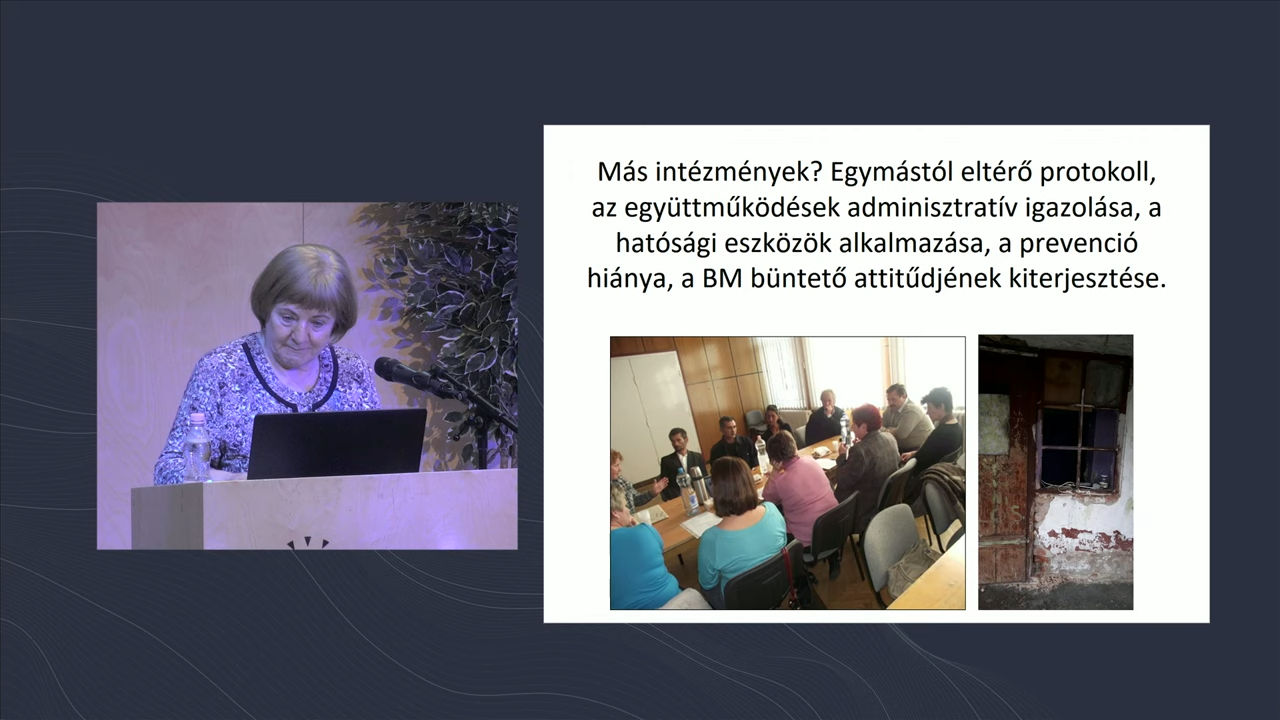 Más intézmények? Egymástól eltérő protokoll,
az együttműködések adminisztratív igazolása, a
hatósági eszközök alkalmazása, a prevenció
hiánya, a BM büntető attitűdjének kiterjesztése.